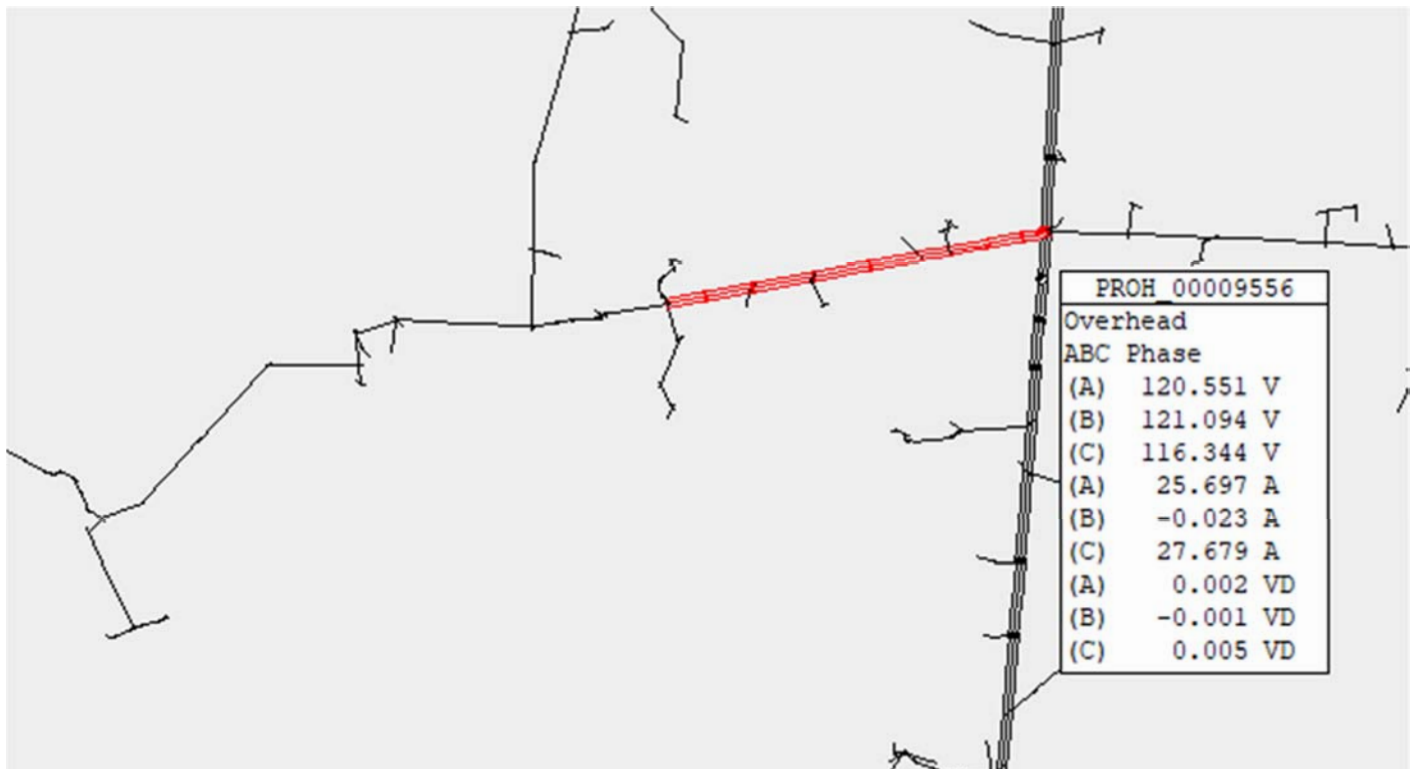 PROH_00009556
Overhead
ABC Phase
(A) 120.551 V
(B) 121.094 V
(C) 116.344 V
(A) 25.697 A
(B) -0.023 A
(C) 27.679 A
(A) 0.002 VD
(B) -0.001 VD
(C) 0.005 VD